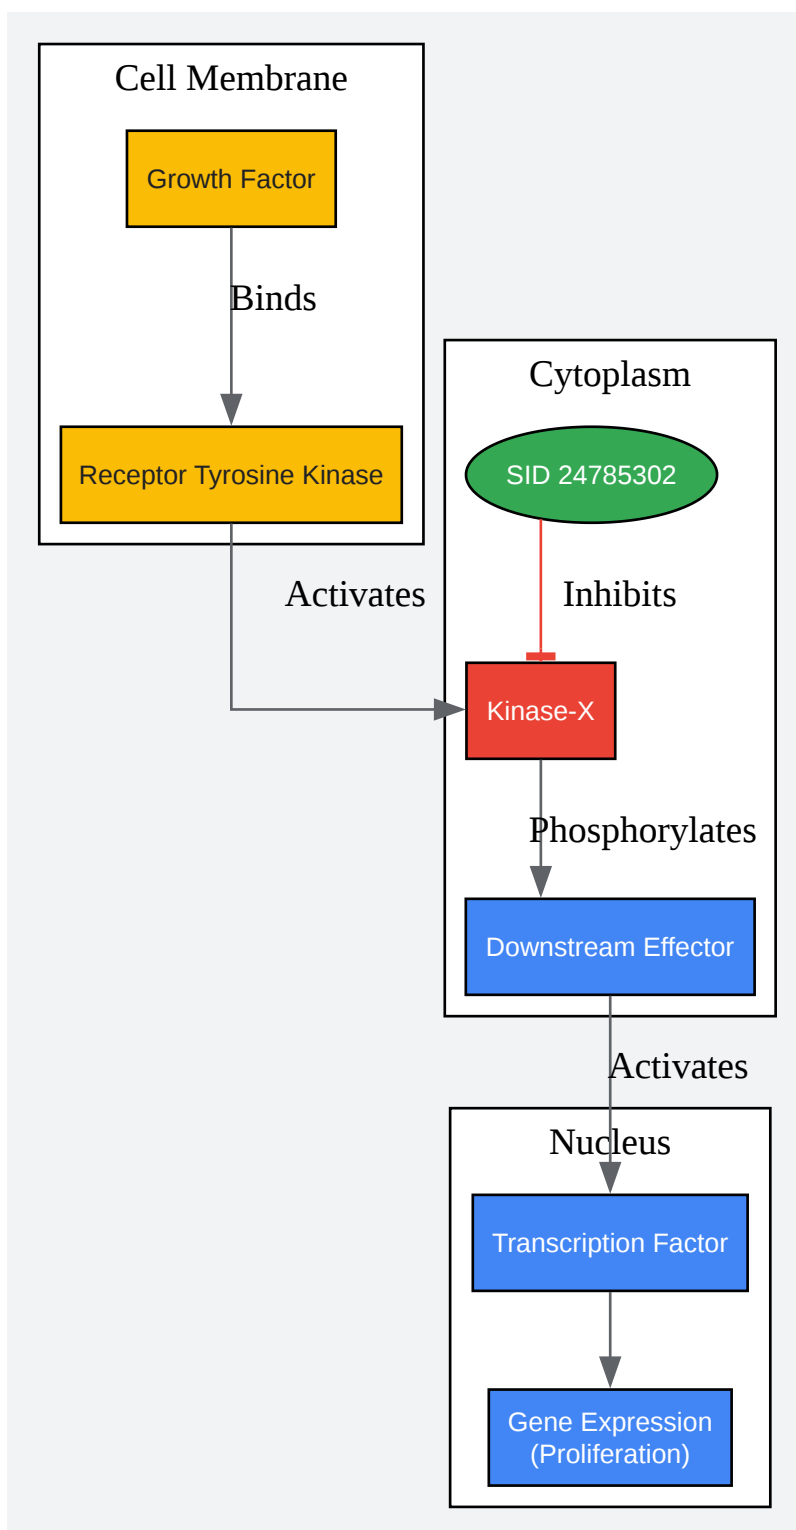 Cell Membrane
Growth Factor
Binds
Receptor Tyrosine Kinase
Activates
Cytoplasm
SID 24785302
Inhibits
Kinase-X
Phosphorylates
Downstream Effector
Activates
Nucleus
Transcription Factor
Gene Expression
(Proliferation)